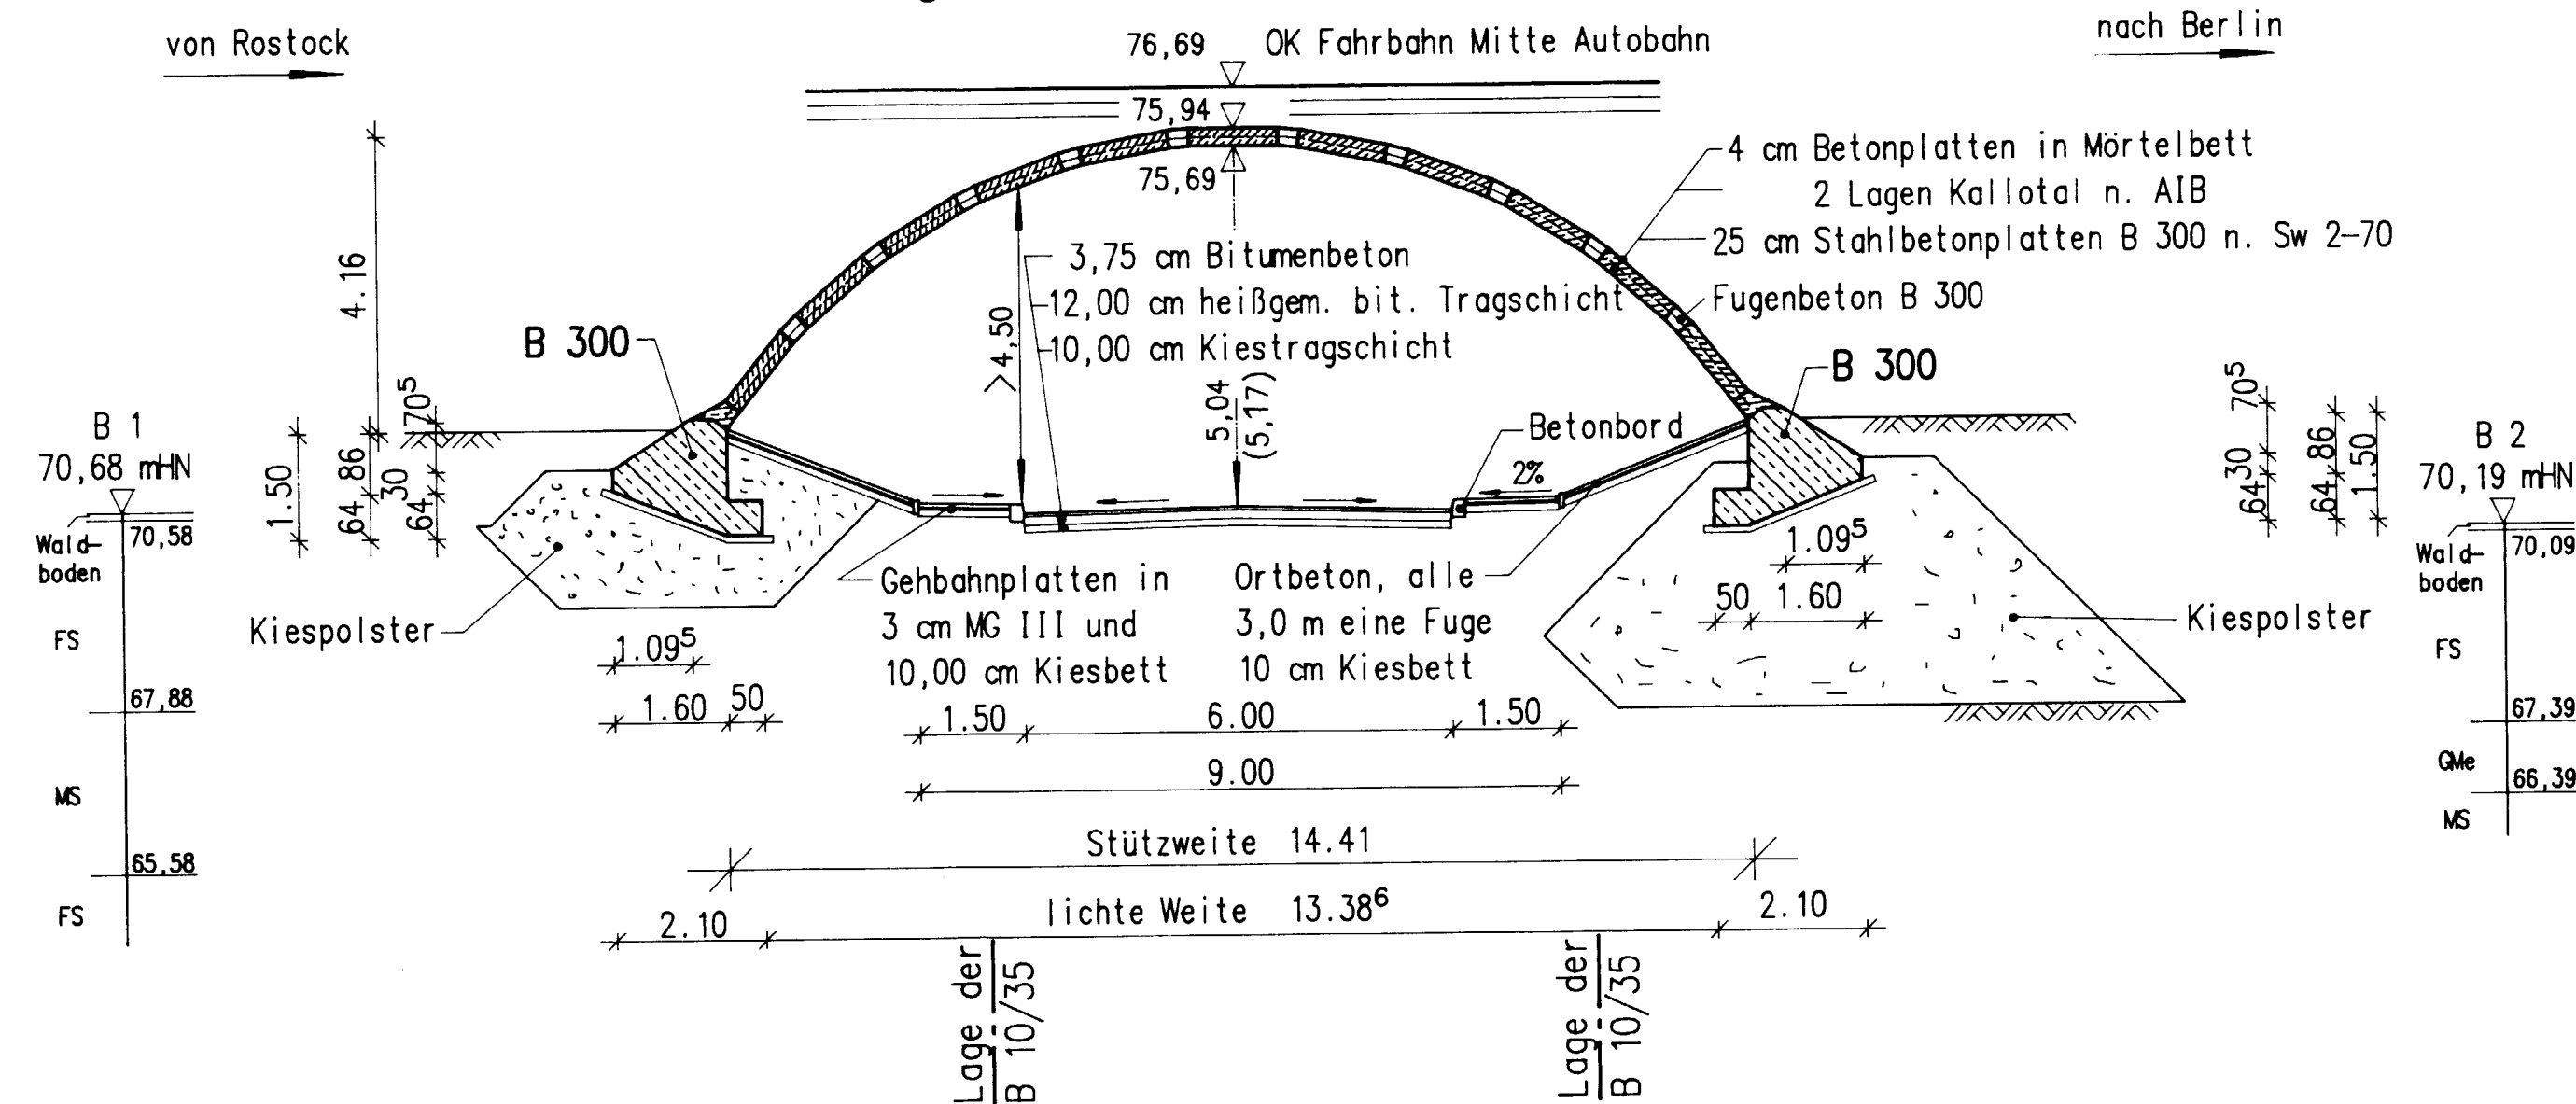 von Rostock
76,69 OK Fahrbahn Mitte Autobahn
nach Berlin
75,94
75,69
4 cm Betonplatten in Mörtelbett
2 Lagen Kallotal n. AIB
25 cm Stahlbetonplatten B 300 n. Sw 2-70
Fugenbeton B 300
3,75 cm Bitumenbeton
12,00 cm heißgem. bit. Tragschicht
10,00 cm Kiestragschicht
>4,50
5,04
(5,17)
B 300
B 300
Betonbord
2%
4.16
70⁵
86
30
64
64
1.50
70⁵
30
64
86
64
1.50
B 1
70,68 mHN
70,58
Wald-
boden
FS
67,88
MS
65,58
FS
B 2
70,19 mHN
70,09
Wald-
boden
FS
67,39
GMe
66,39
MS
Kiespolster
Kiespolster
Gehbahnplatten in
3 cm MG III und
10,00 cm Kiesbett
Ortbeton, alle
3,0 m eine Fuge
10 cm Kiesbett
1.09⁵
1.60 50
1.09⁵
50 1.60
1.50 6.00 1.50
9.00
Stützweite 14.41
lichte Weite 13.38⁶
2.10
2.10
Lage der
B 10/35
Lage der
B 10/35